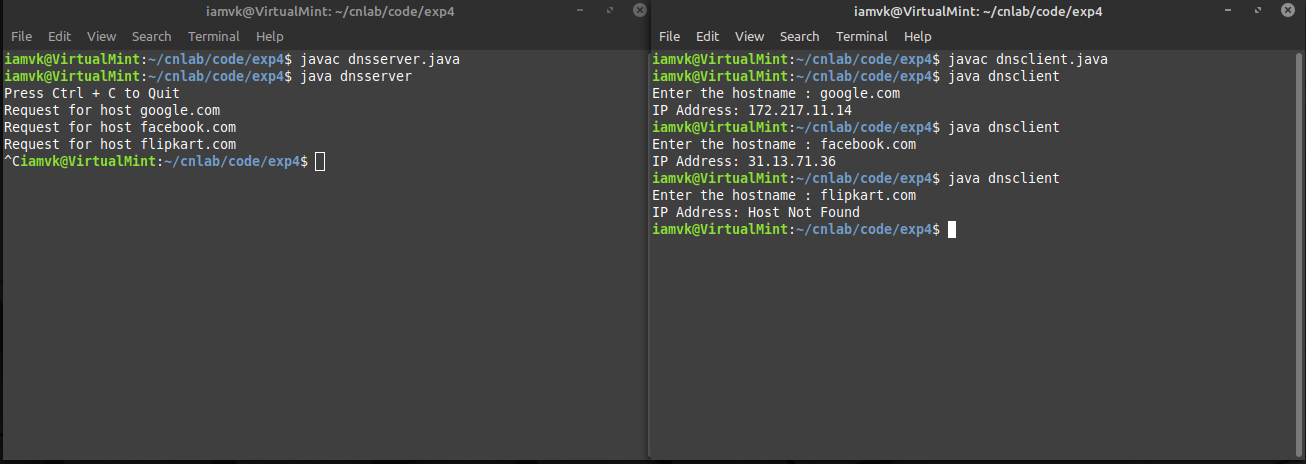 iamvk@VirtualMint: ~/cnlab/code/exp4
File Edit View Search Terminal Help
iamvk@VirtualMint:~/cnlab/code/exp4$ javac dnsserver.java
iamvk@VirtualMint:~/cnlab/code/exp4$ java dnsserver
Press Ctrl + C to Quit
Request for host google.com
Request for host facebook.com
Request for host flipkart.com
^Ciamvk@VirtualMint:~/cnlab/code/exp4$
iamvk@VirtualMint: ~/cnlab/code/exp4
File Edit View Search Terminal Help
iamvk@VirtualMint:~/cnlab/code/exp4$ javac dnsclient.java
iamvk@VirtualMint:~/cnlab/code/exp4$ java dnsclient
Enter the hostname : google.com
IP Address: 172.217.11.14
iamvk@VirtualMint:~/cnlab/code/exp4$ java dnsclient
Enter the hostname : facebook.com
IP Address: 31.13.71.36
iamvk@VirtualMint:~/cnlab/code/exp4$ java dnsclient
Enter the hostname : flipkart.com
IP Address: Host Not Found
iamvk@VirtualMint:~/cnlab/code/exp4$